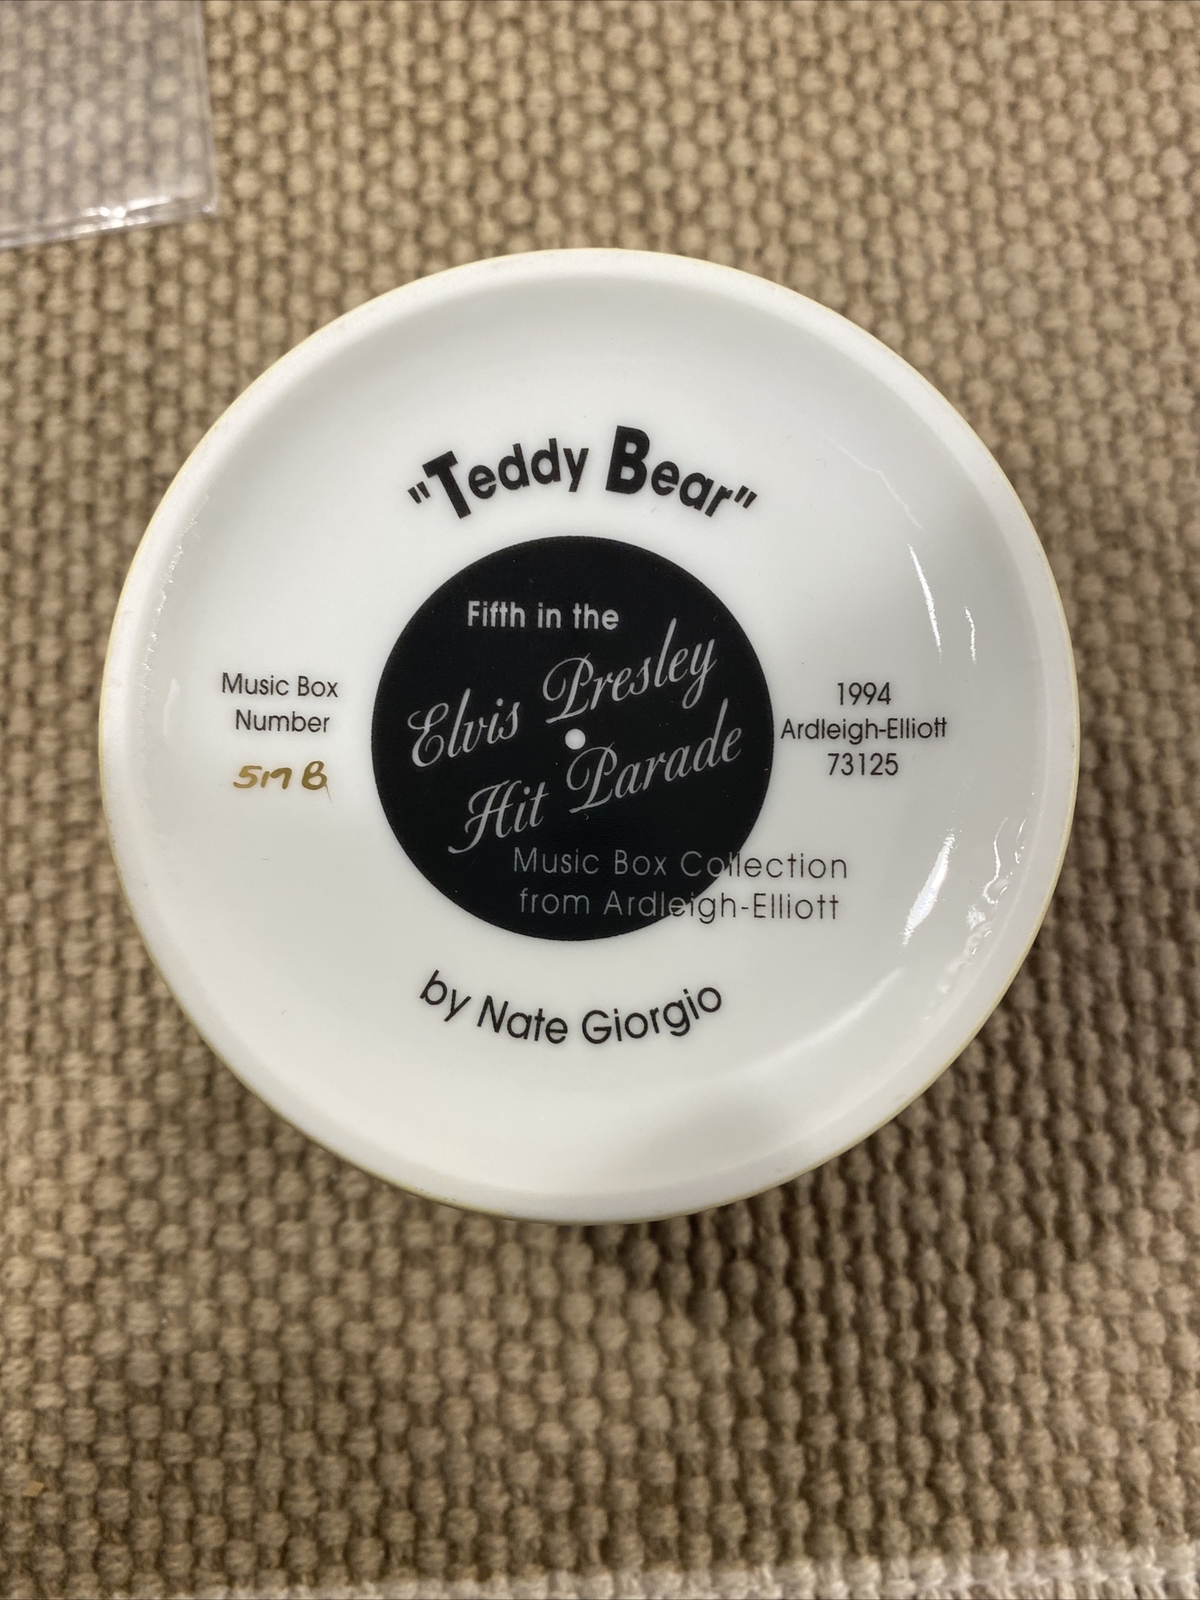 "Teddy Bear"
Fifth in the
Elvis Presley
Hit Parade
Music Box Collection
from Ardleigh-Elliott
Music Box
Number
517B
1994
Ardleigh-Elliott
73125
by Nate Giorgio